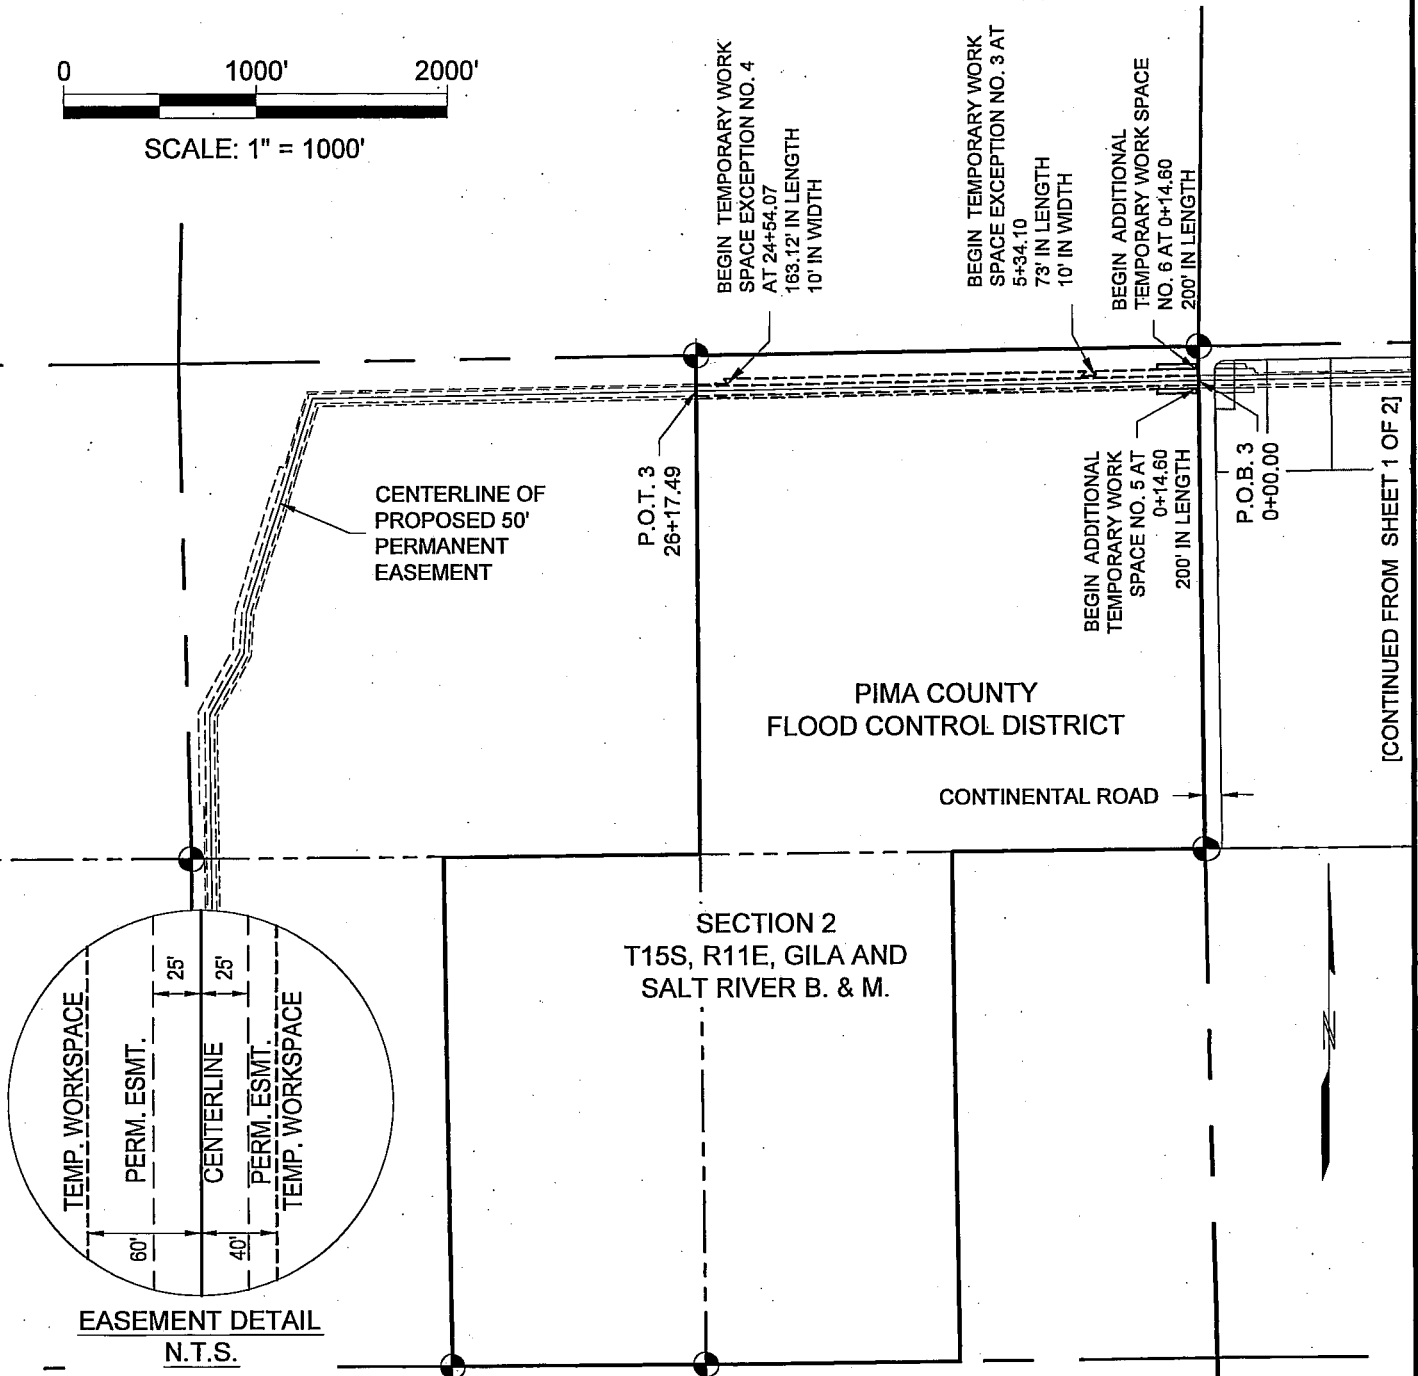 0 1000' 2000'
SCALE: 1" = 1000'
BEGIN TEMPORARY WORK
SPACE EXCEPTION NO. 4
AT 24+54.07
163.12' IN LENGTH
10' IN WIDTH
BEGIN TEMPORARY WORK
SPACE EXCEPTION NO. 3 AT
5+34.10
73' IN LENGTH
10' IN WIDTH
BEGIN ADDITIONAL
TEMPORARY WORK SPACE
NO. 6 AT 0+14.60
200' IN LENGTH
CENTERLINE OF
PROPOSED 50'
PERMANENT
EASEMENT
P.O.T. 3
26+17.49
BEGIN ADDITIONAL
TEMPORARY WORK
SPACE NO. 5 AT
0+14.60
200' IN LENGTH
P.O.B. 3
0+00.00
[CONTINUED FROM SHEET 1 OF 2]
PIMA COUNTY
FLOOD CONTROL DISTRICT
CONTINENTAL ROAD
SECTION 2
T15S, R11E, GILA AND
SALT RIVER B. & M.
N
TEMP. WORKSPACE
PERM. ESMT.
CENTERLINE
PERM. ESMT.
TEMP. WORKSPACE
25'
25'
60'
40'
EASEMENT DETAIL
N.T.S.